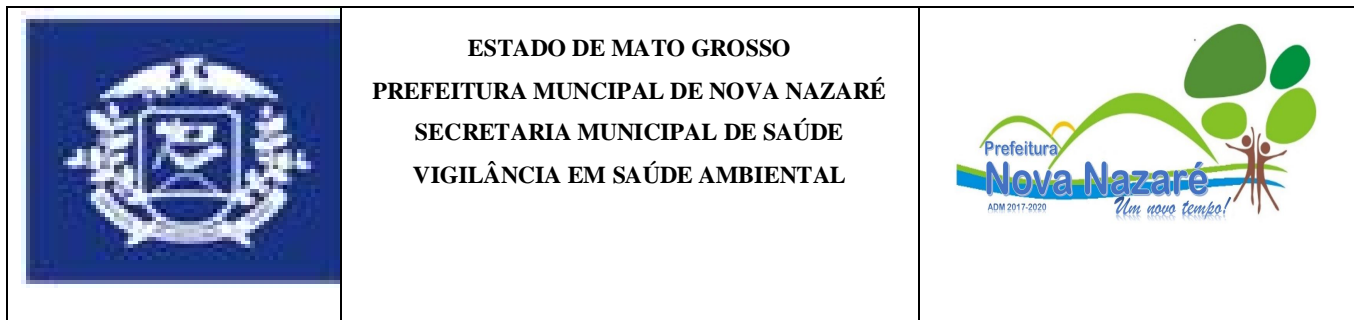 ESTADO DE MATO GROSSO
PREFEITURA MUNCIPAL DE NOVA NAZARÉ
SECRETARIA MUNICIPAL DE SAÚDE
VIGILÂNCIA EM SAÚDE AMBIENTAL
Prefeitura
Nova Nazaré
ADM 2017-2020
Um novo tempo!